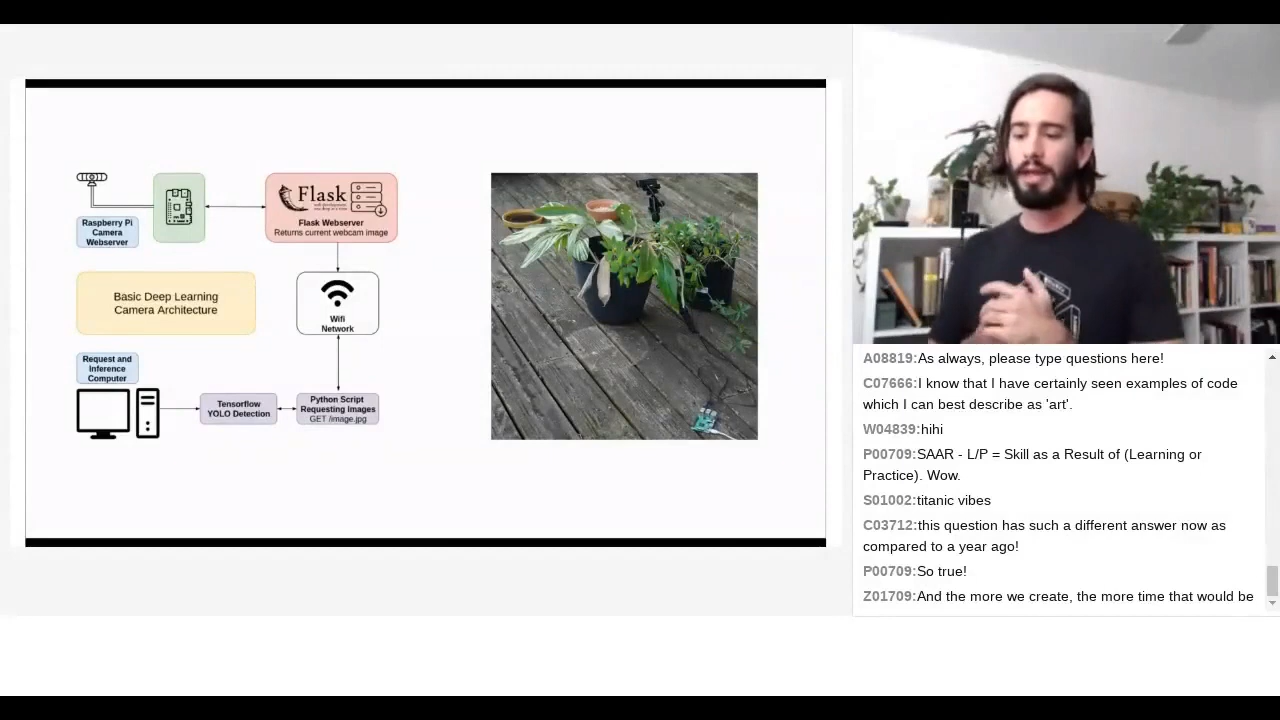 Flask
Flask Webserver
Returns current webcam image
Raspberry Pi
Camera
Webserver
Basic Deep Learning
Camera Architecture
Wifi
Network
Request and
Inference
Computer
Tensorflow
YOLO Detection
Python Script
Requesting Images
GET /image.jpg
A08819:As always, please type questions here!
C07666:I know that I have certainly seen examples of code
which I can best describe as 'art'.
W04839:hihi
P00709:SAAR - L/P = Skill as a Result of (Learning or
Practice). Wow.
S01002:titanic vibes
C03712:this question has such a different answer now as
compared to a year ago!
P00709:So true!
Z01709:And the more we create, the more time that would be